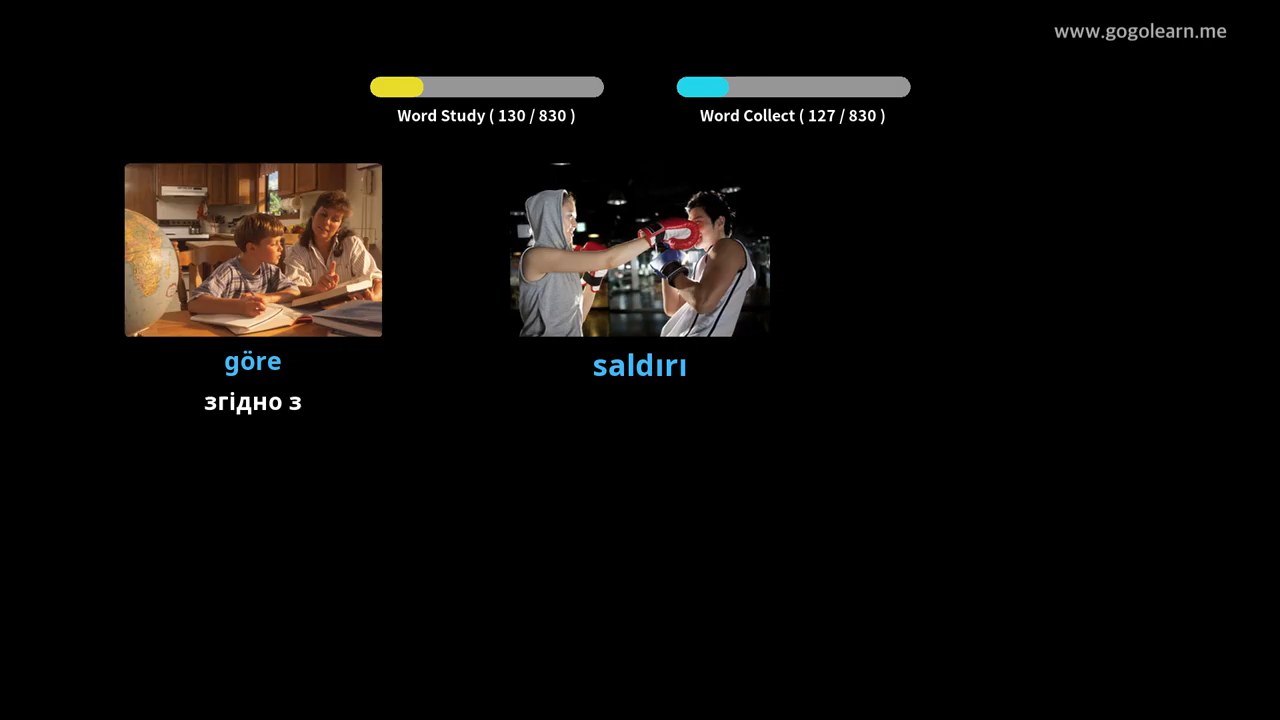 www.gogolearn.me
Word Study ( 130 / 830 )
Word Collect ( 127 / 830 )
göre
згідно з
saldırı